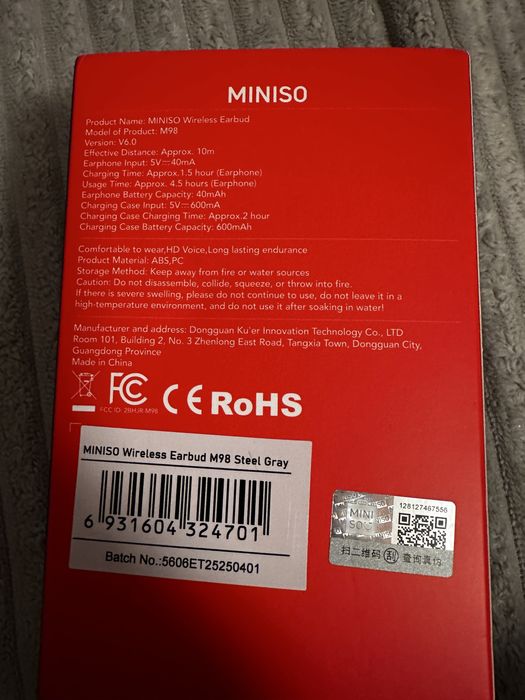 MINISO
Product Name: MINISO Wireless Earbud
Model of Product: M98
Version: V6.0
Effective Distance: Approx. 10m
Earphone Input: 5V⎓40mA
Charging Time: Approx.1.5 hour (Earphone)
Usage Time: Approx. 4.5 hours (Earphone)
Earphone Battery Capacity: 40mAh
Charging Case Input: 5V⎓600mA
Charging Case Charging Time: Approx.2 hour
Charging Case Battery Capacity: 600mAh
Comfortable to wear,HD Voice,Long lasting endurance
Product Material: ABS,PC
Storage Method: Keep away from fire or water sources
Caution: Do not disassemble, collide, squeeze, or throw into fire.
If there is severe swelling, please do not continue to use, do not leave it in a
high-temperature environment, and do not use it after soaking in water!
Manufacturer and address: Dongguan Ku'er Innovation Technology Co., LTD
Room 101, Building 2, No. 3 Zhenlong East Road, Tangxia Town, Dongguan City,
Guangdong Province
Made in China
FC CE RoHS
FCC ID: 2BHJR-M98
MINISO Wireless Earbud M98 Steel Gray
6 931604 324701
Batch No.:5606ET25250401
128127467556
MINI
SO
扫二维码 刮 查询真伪